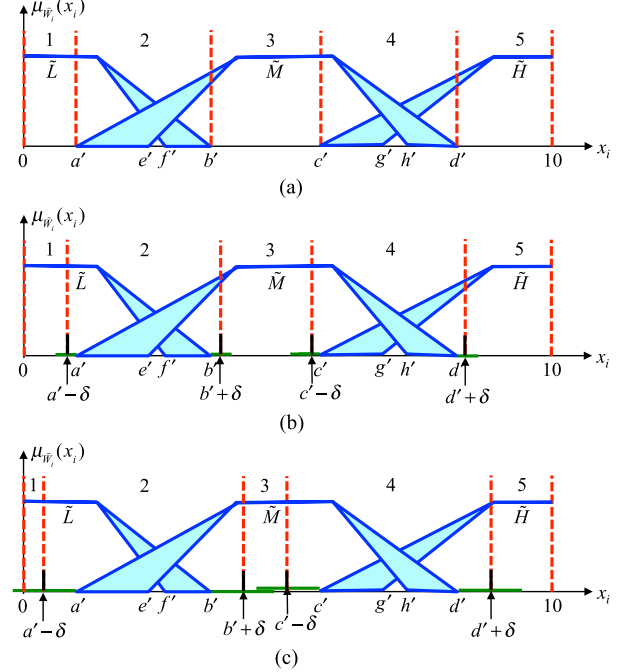 μ_{W̃_i}(x_i)
1 2 3 4 5
L̃ M̃ H̃
0 a′ e′ f′ b′ c′ g′ h′ d′ 10 x_i
(a)
μ_{W̃_i}(x_i)
1 2 3 4 5
L̃ M̃ H̃
0 a′ e′ f′ b′ c′ g′ h′ d′ 10 x_i
a′−δ b′+δ c′−δ d′+δ
(b)
μ_{W̃_i}(x_i)
1 2 3 4 5
L̃ M̃ H̃
0 a′ e′ f′ b′ c′ g′ h′ d′ 10 x_i
a′−δ b′+δ c′−δ d′+δ
(c)